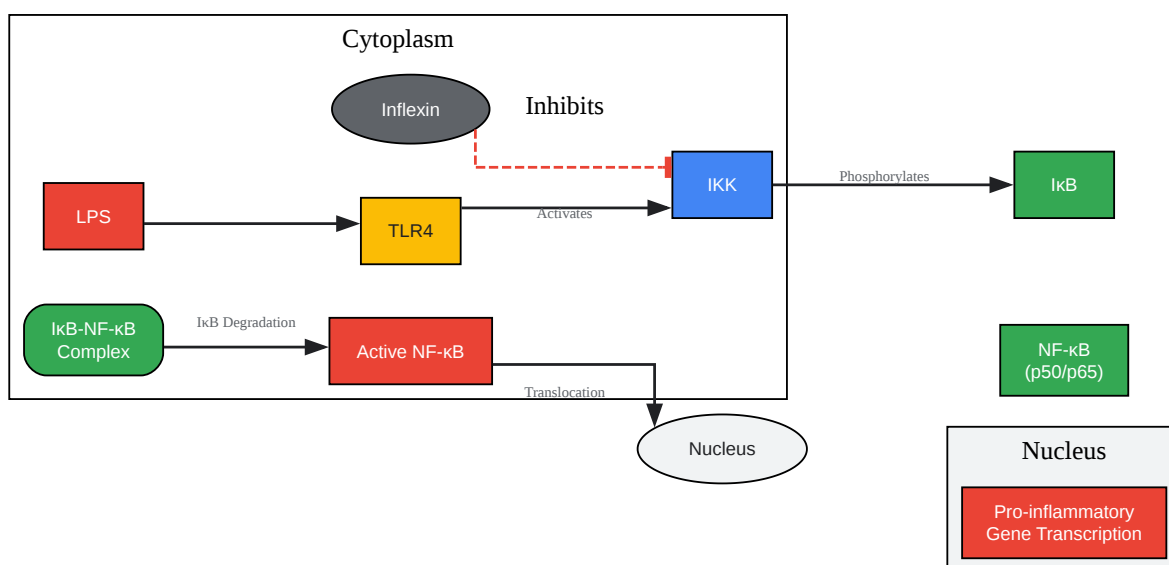 Cytoplasm
Inflexin
Inhibits
LPS
TLR4
Activates
IKK
Phosphorylates
IκB
IκB-NF-κB
Complex
IκB Degradation
Active NF-κB
Translocation
Nucleus
NF-κB
(p50/p65)
Nucleus
Pro-inflammatory
Gene Transcription